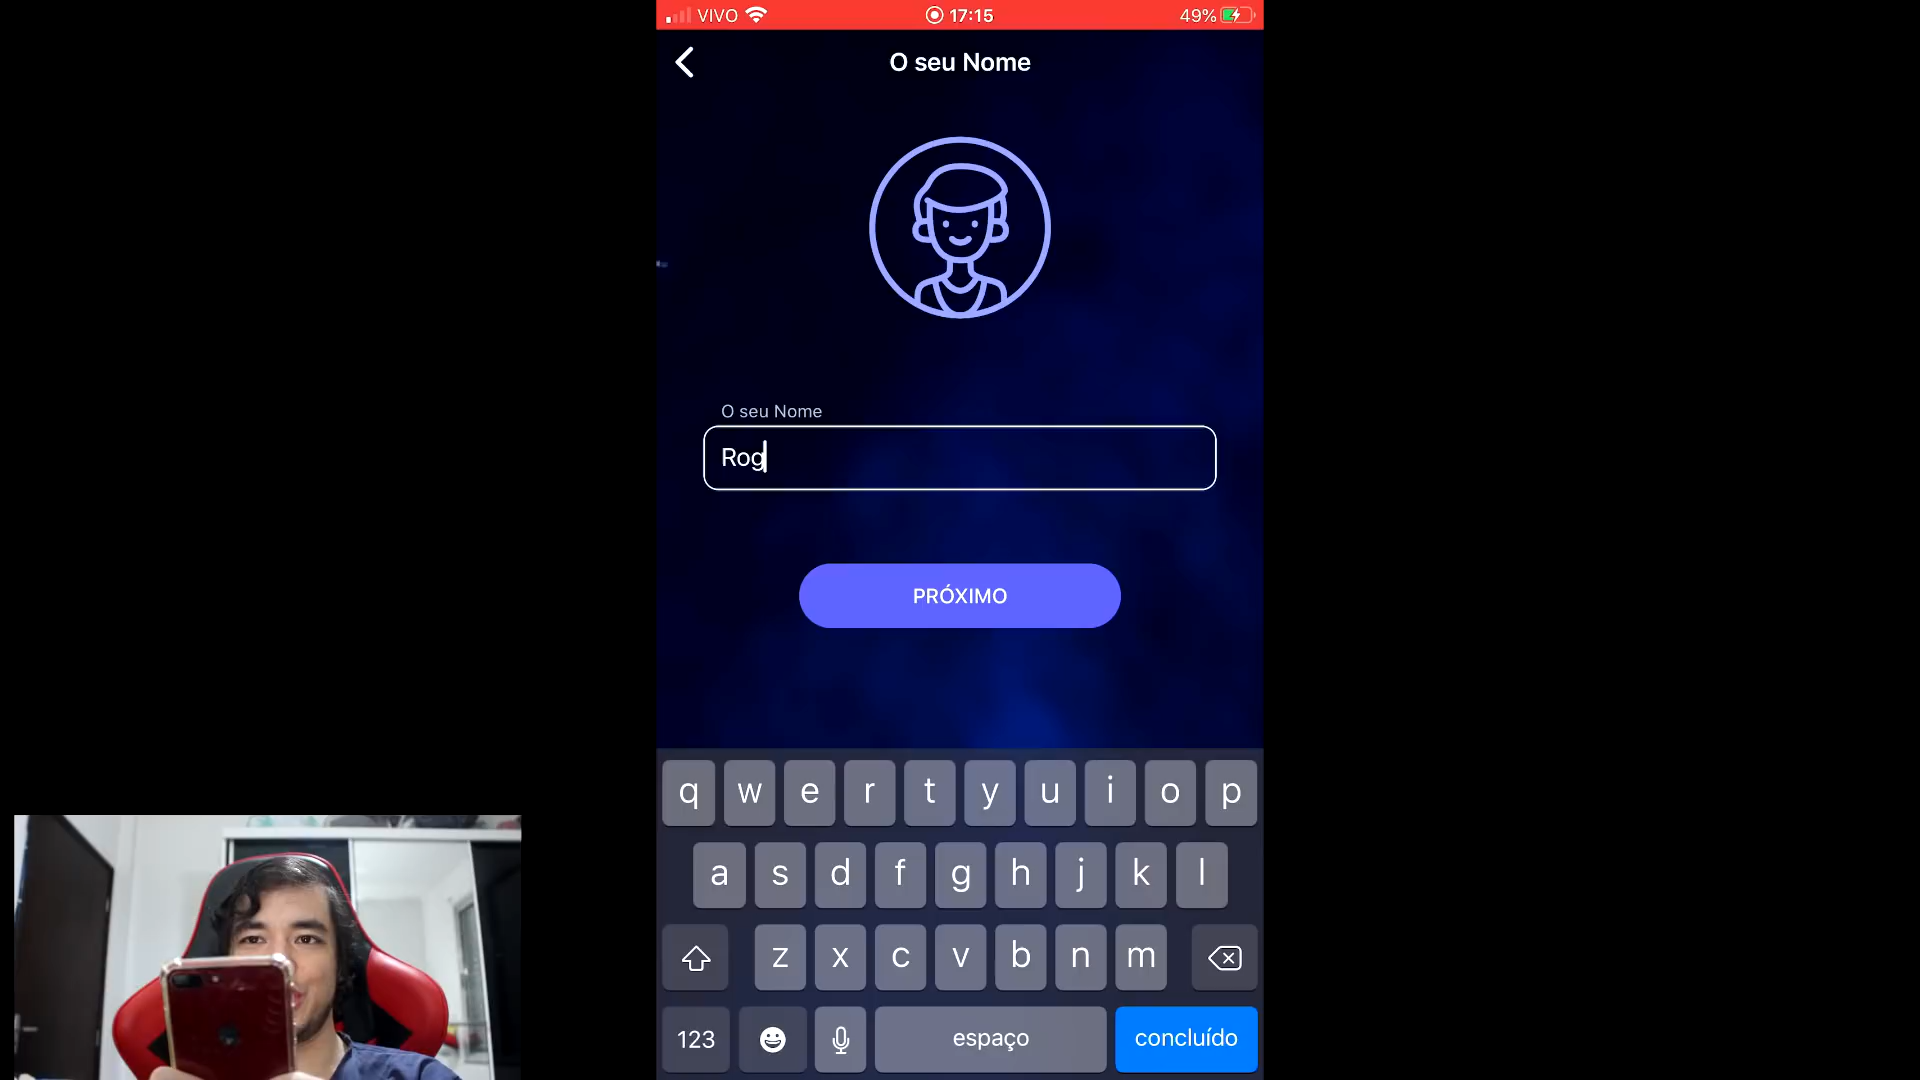 VIVO 17:15 49%
O seu Nome
O seu Nome
Rog
PRÓXIMO
q w e r t y u i o p
a s d f g h j k l
z x c v b n m
123 espaço concluído